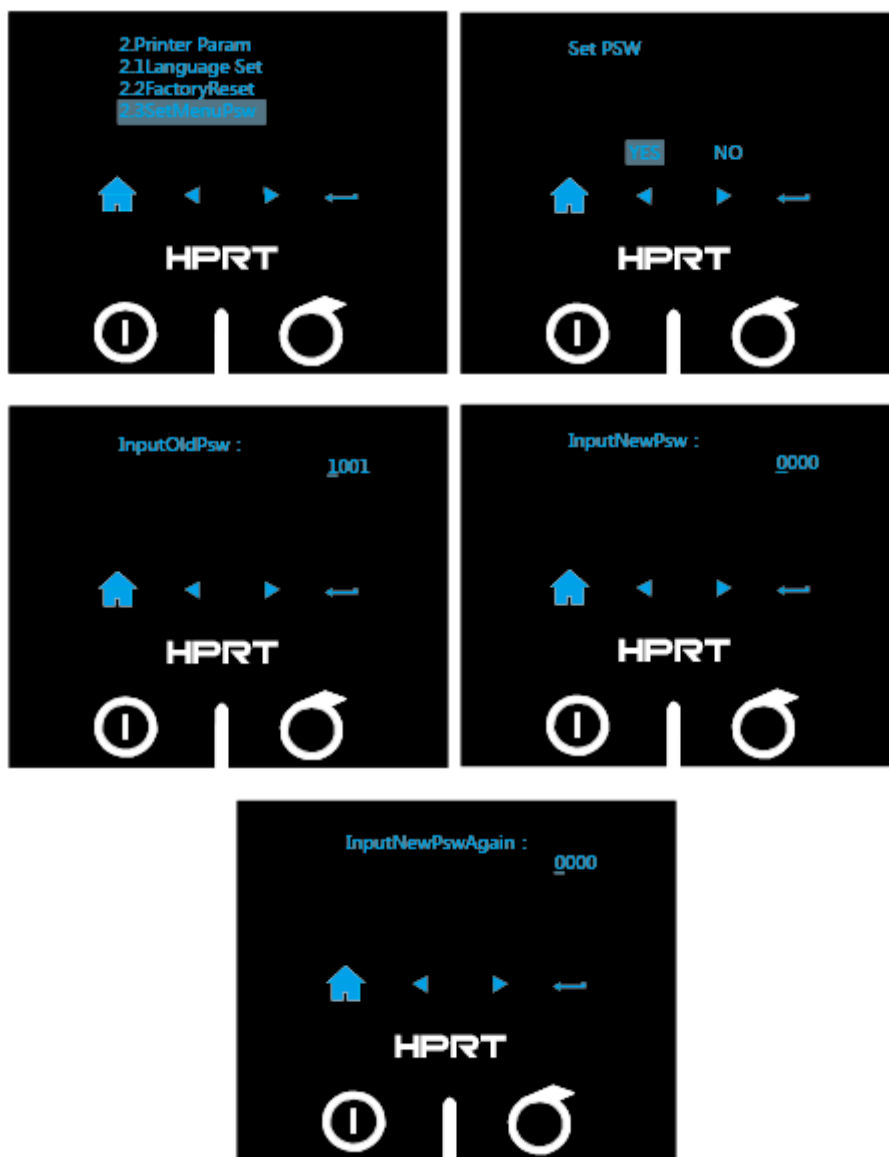 2.Printer Param
2.1Language Set
2.2FactoryReset
2.3SetMenuPsw
HPRT
Set PSW
YES NO
HPRT
InputOldPsw :
1001
HPRT
InputNewPsw :
0000
HPRT
InputNewPswAgain :
0000
HPRT